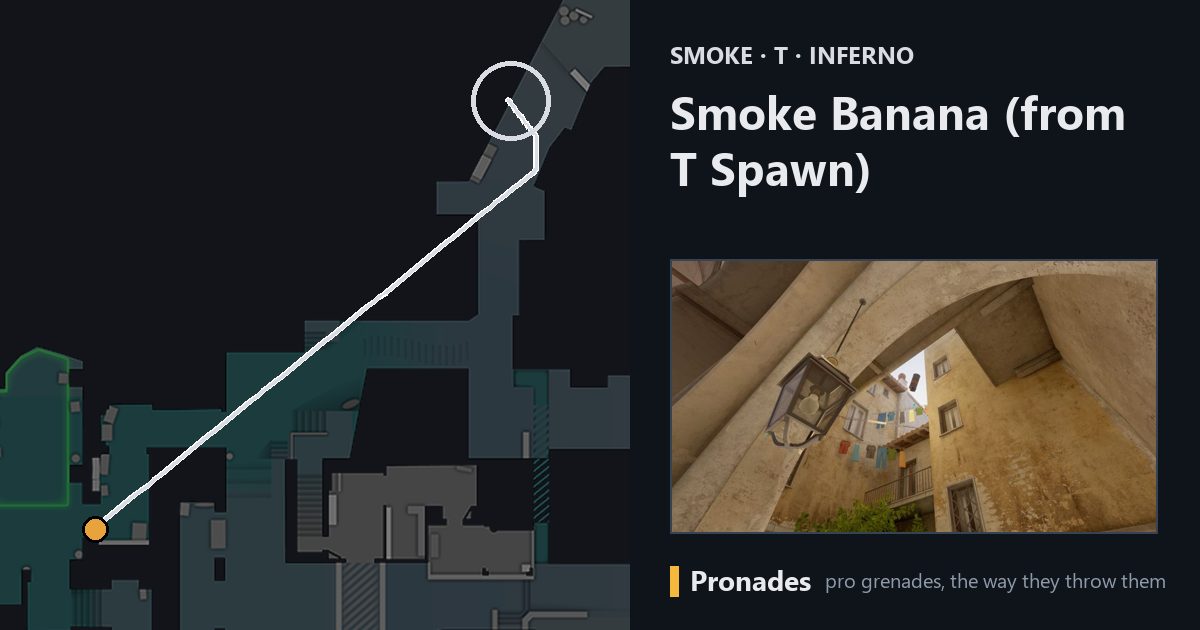 SMOKE · T · INFERNO
Smoke Banana (from
T Spawn)
Pronades pro grenades, the way they throw them